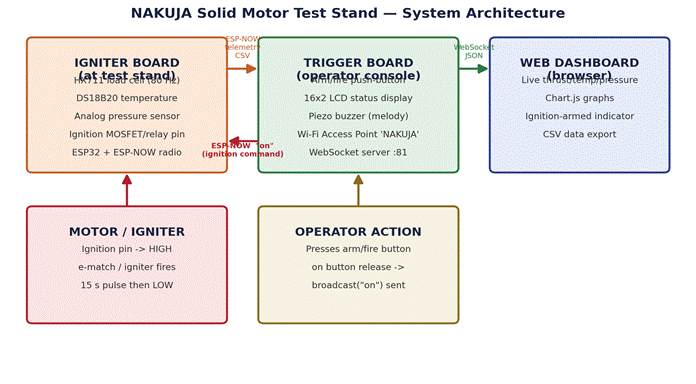 NAKUJA Solid Motor Test Stand — System Architecture
IGNITER BOARD
(at test stand)
HX711 load cell (80 Hz)
DS18B20 temperature
Analog pressure sensor
Ignition MOSFET/relay pin
ESP32 + ESP-NOW radio
ESP-NOW
telemetry
CSV
ESP-NOW "on"
(ignition command)
TRIGGER BOARD
(operator console)
Arm/fire push-button
16x2 LCD status display
Piezo buzzer (melody)
Wi-Fi Access Point 'NAKUJA'
WebSocket server :81
WebSocket
JSON
WEB DASHBOARD
(browser)
Live thrust/temp/pressure
Chart.js graphs
Ignition-armed indicator
CSV data export
MOTOR / IGNITER
Ignition pin -> HIGH
e-match / igniter fires
15 s pulse then LOW
OPERATOR ACTION
Presses arm/fire button
on button release ->
broadcast("on") sent